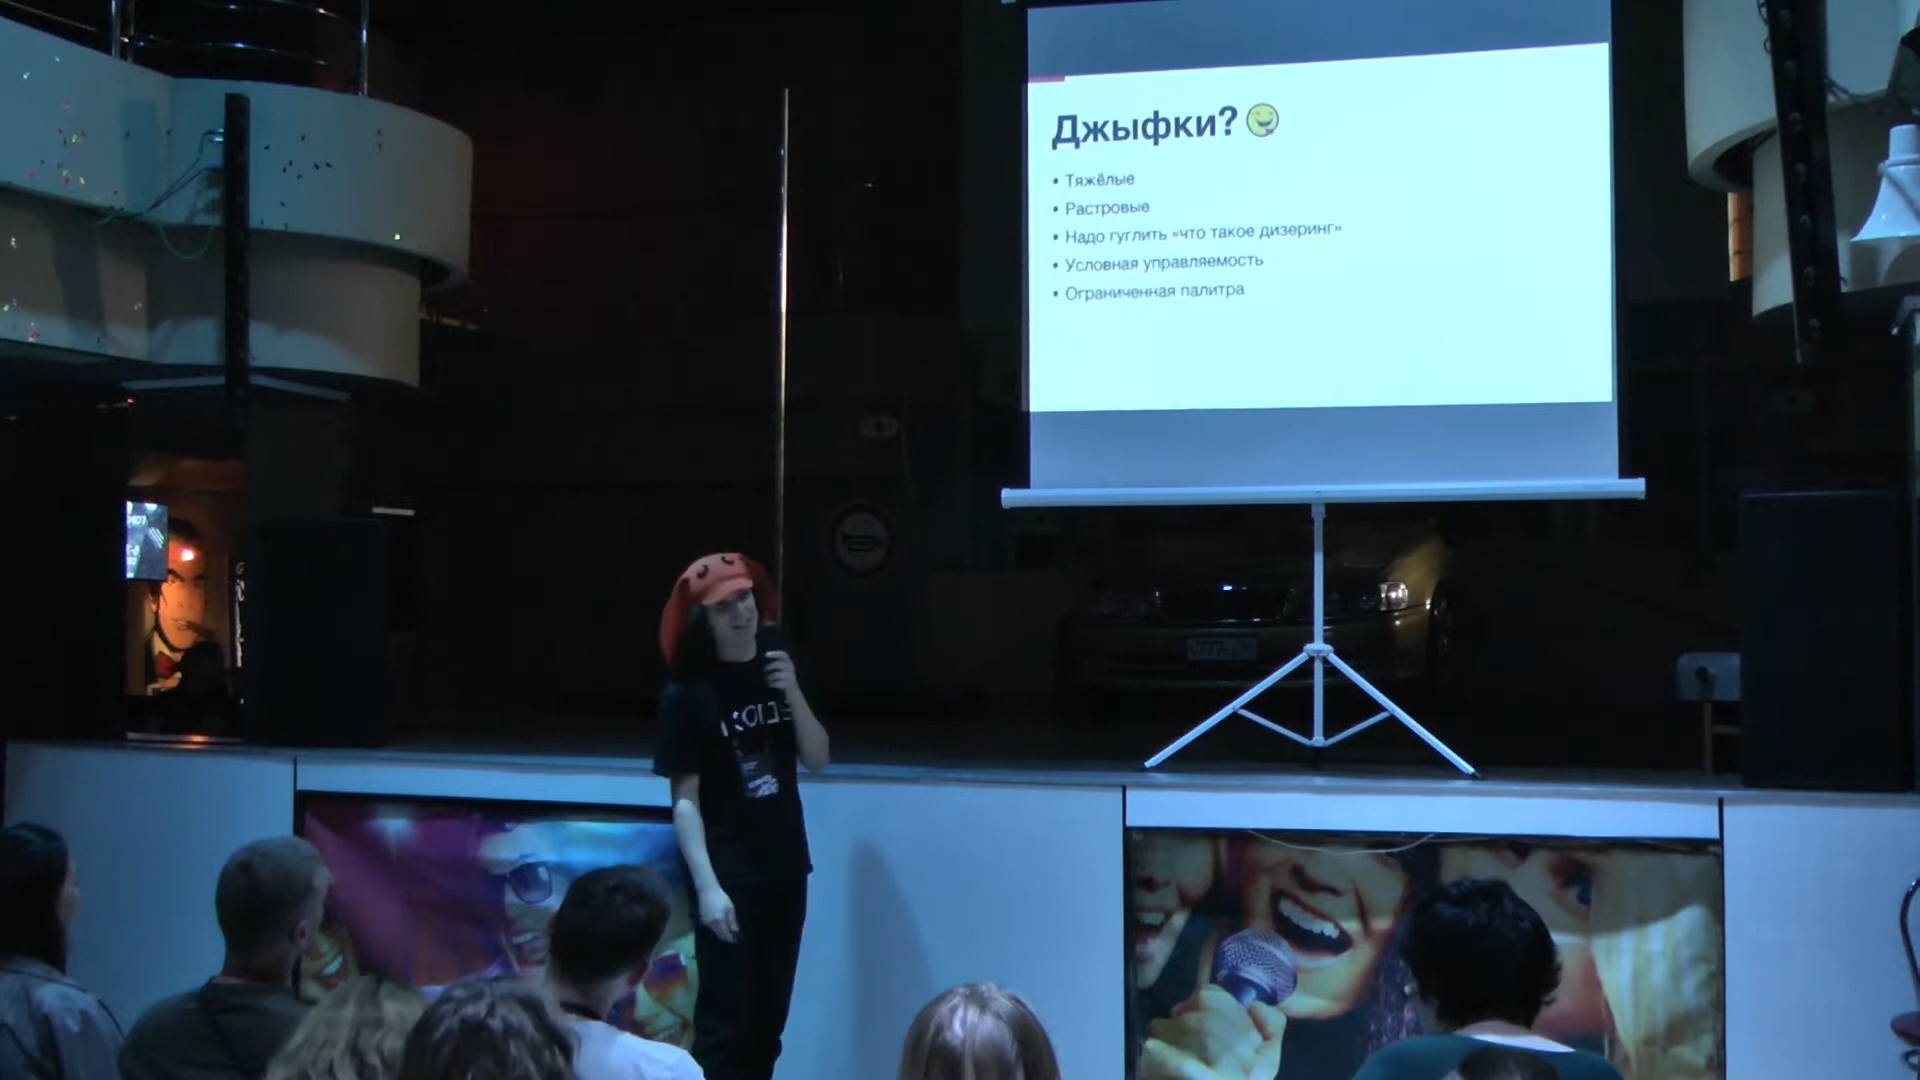 Джыфки?
• Тяжёлые
• Растровые
• Надо гуглить «что такое дизеринг»
• Условная управляемость
• Ограниченная палитра